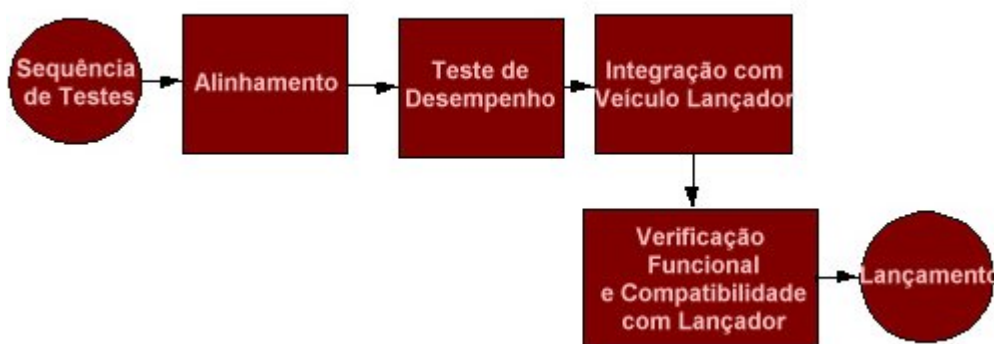 Sequência
de Testes
Alinhamento
Teste de
Desempenho
Integração com
Veículo Lançador
Verificação
Funcional
e Compatibilidade
com Lançador
Lançamento